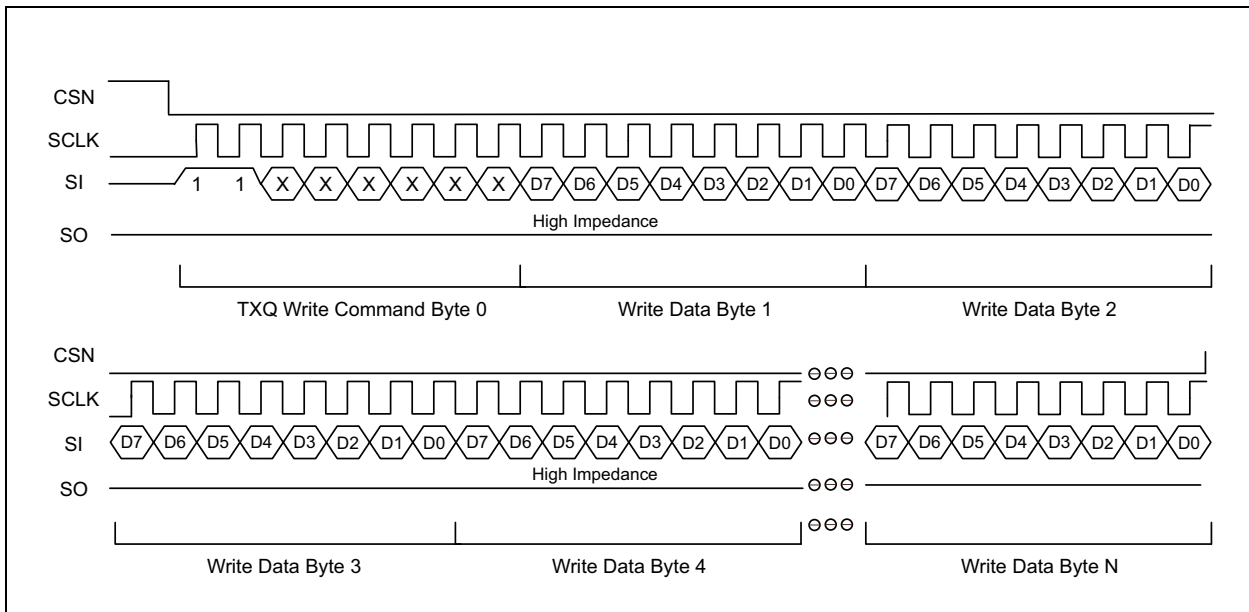 CSN
SCLK
SI 1 1 X X X X X X D7 D6 D5 D4 D3 D2 D1 D0 D7 D6 D5 D4 D3 D2 D1 D0
High Impedance
SO
TXQ Write Command Byte 0 Write Data Byte 1 Write Data Byte 2
CSN
SCLK
SI D7 D6 D5 D4 D3 D2 D1 D0 D7 D6 D5 D4 D3 D2 D1 D0 D7 D6 D5 D4 D3 D2 D1 D0
High Impedance
SO
Write Data Byte 3 Write Data Byte 4 Write Data Byte N